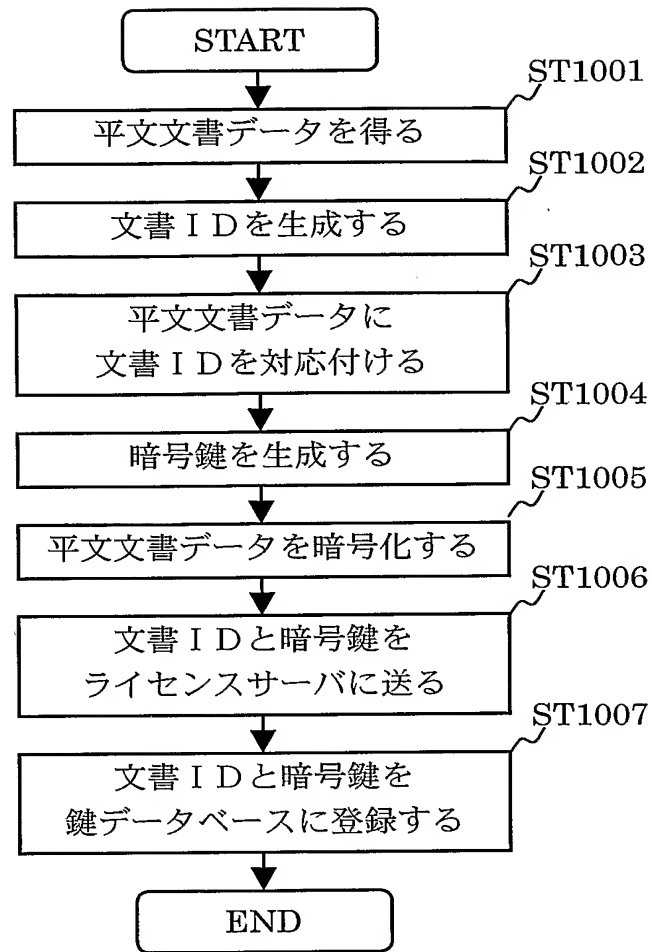 START
ST1001
平文文書データを得る
ST1002
文書ＩＤを生成する
ST1003
平文文書データに
文書ＩＤを対応付ける
ST1004
暗号鍵を生成する
ST1005
平文文書データを暗号化する
ST1006
文書ＩＤと暗号鍵を
ライセンスサーバに送る
ST1007
文書ＩＤと暗号鍵を
鍵データベースに登録する
END